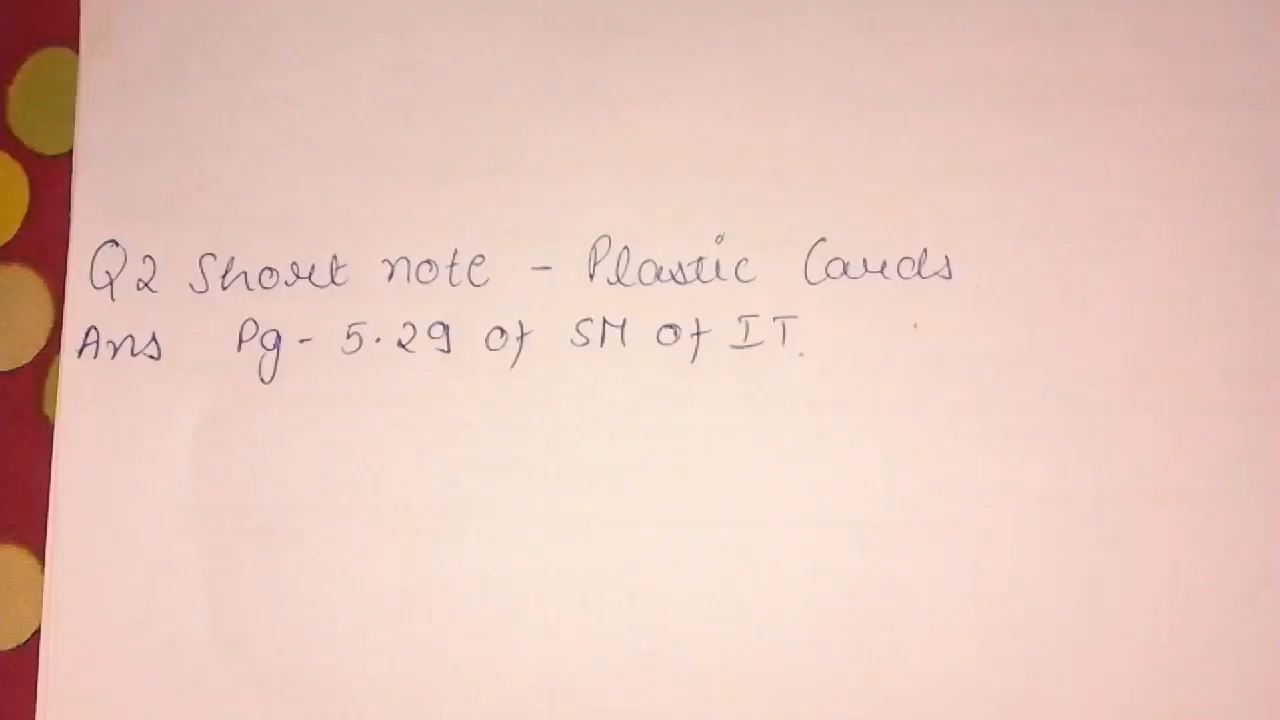 Q2 Short note - Plastic Cards
Ans Pg - 5.29 of SM of IT.